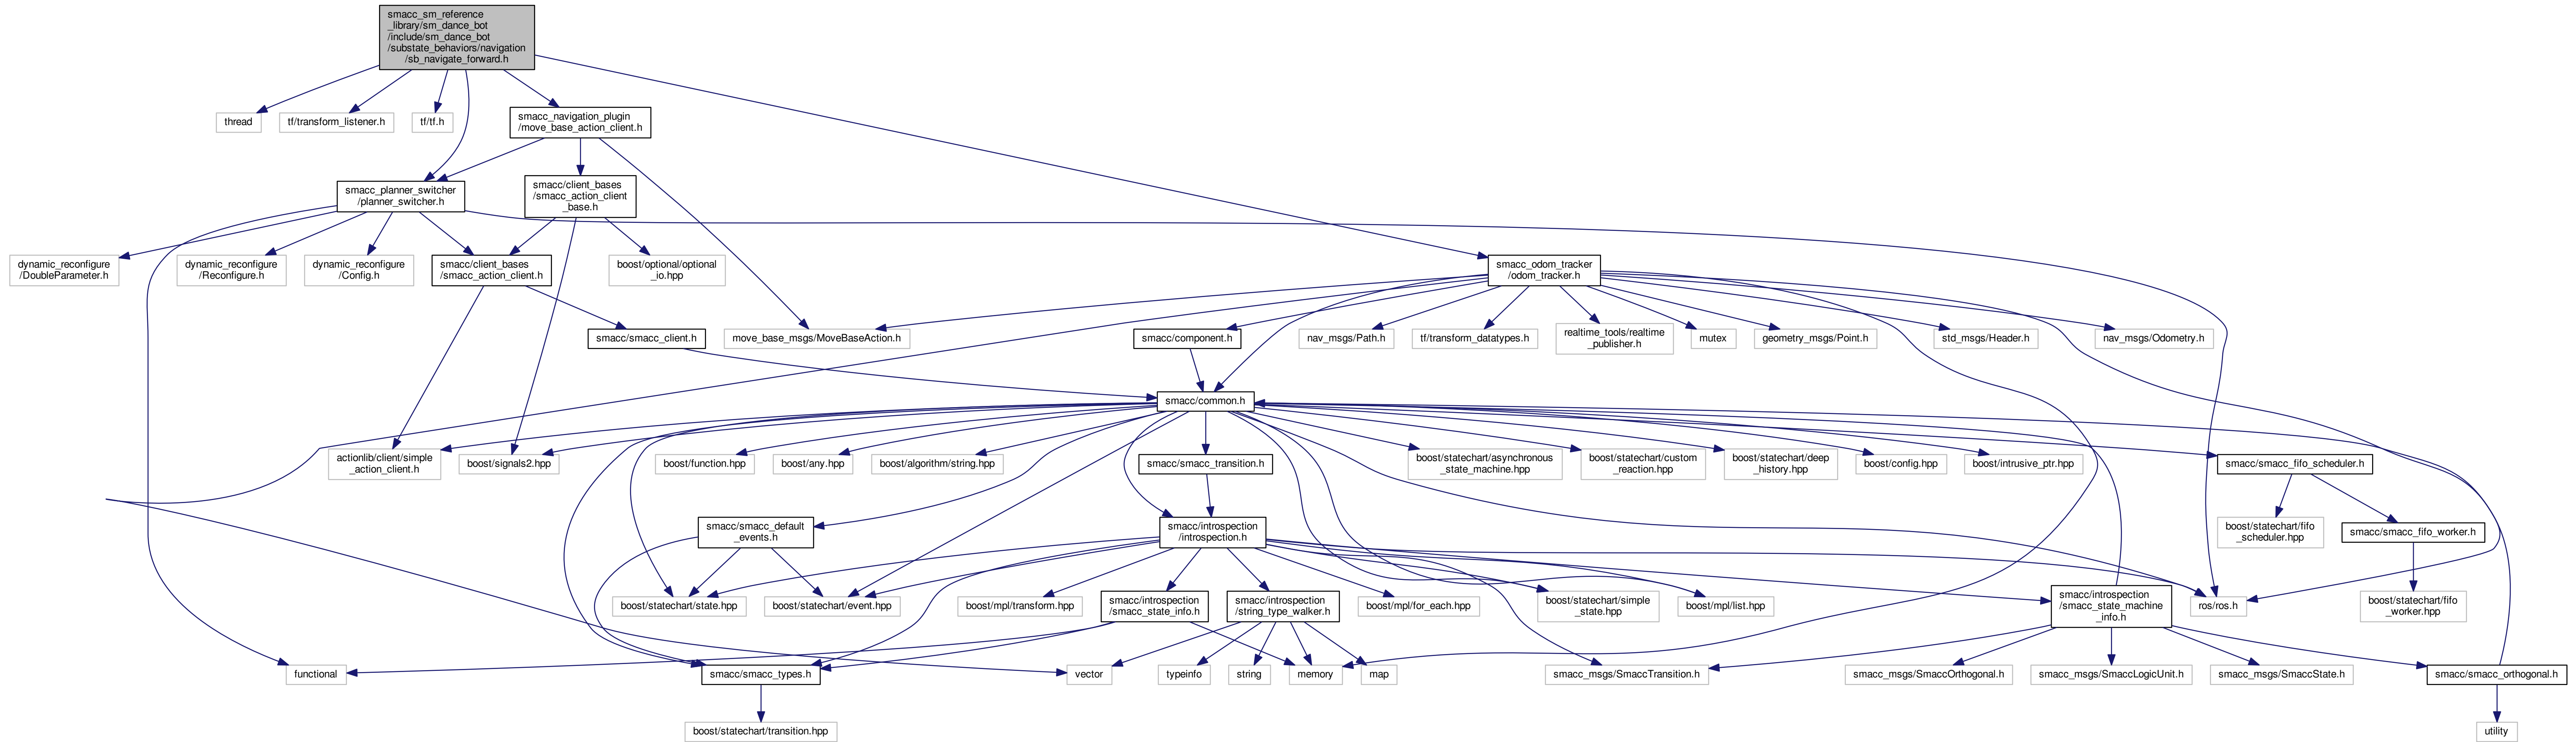 smacc_sm_reference
_library/sm_dance_bot
/include/sm_dance_bot
/substate_behaviors/navigation
/sb_navigate_forward.h
thread
tf/transform_listener.h
tf/tf.h
smacc_navigation_plugin
/move_base_action_client.h
smacc_planner_switcher
/planner_switcher.h
smacc/client_bases
/smacc_action_client
_base.h
dynamic_reconfigure
/DoubleParameter.h
dynamic_reconfigure
/Reconfigure.h
dynamic_reconfigure
/Config.h
smacc/client_bases
/smacc_action_client.h
boost/optional/optional
_io.hpp
smacc_odom_tracker
/odom_tracker.h
smacc/smacc_client.h
move_base_msgs/MoveBaseAction.h
smacc/component.h
nav_msgs/Path.h
tf/transform_datatypes.h
realtime_tools/realtime
_publisher.h
mutex
geometry_msgs/Point.h
std_msgs/Header.h
nav_msgs/Odometry.h
smacc/common.h
actionlib/client/simple
_action_client.h
boost/signals2.hpp
boost/function.hpp
boost/any.hpp
boost/algorithm/string.hpp
smacc/smacc_transition.h
boost/statechart/asynchronous
_state_machine.hpp
boost/statechart/custom
_reaction.hpp
boost/statechart/deep
_history.hpp
boost/config.hpp
boost/intrusive_ptr.hpp
smacc/smacc_fifo_scheduler.h
smacc/smacc_default
_events.h
smacc/introspection
/introspection.h
boost/statechart/fifo
_scheduler.hpp
smacc/smacc_fifo_worker.h
boost/statechart/state.hpp
boost/statechart/event.hpp
boost/mpl/transform.hpp
smacc/introspection
/smacc_state_info.h
smacc/introspection
/string_type_walker.h
boost/mpl/for_each.hpp
boost/statechart/simple
_state.hpp
boost/mpl/list.hpp
smacc/introspection
/smacc_state_machine
_info.h
ros/ros.h
boost/statechart/fifo
_worker.hpp
functional
smacc/smacc_types.h
vector
typeinfo
string
memory
map
smacc_msgs/SmaccTransition.h
smacc_msgs/SmaccOrthogonal.h
smacc_msgs/SmaccLogicUnit.h
smacc_msgs/SmaccState.h
smacc/smacc_orthogonal.h
boost/statechart/transition.hpp
utility